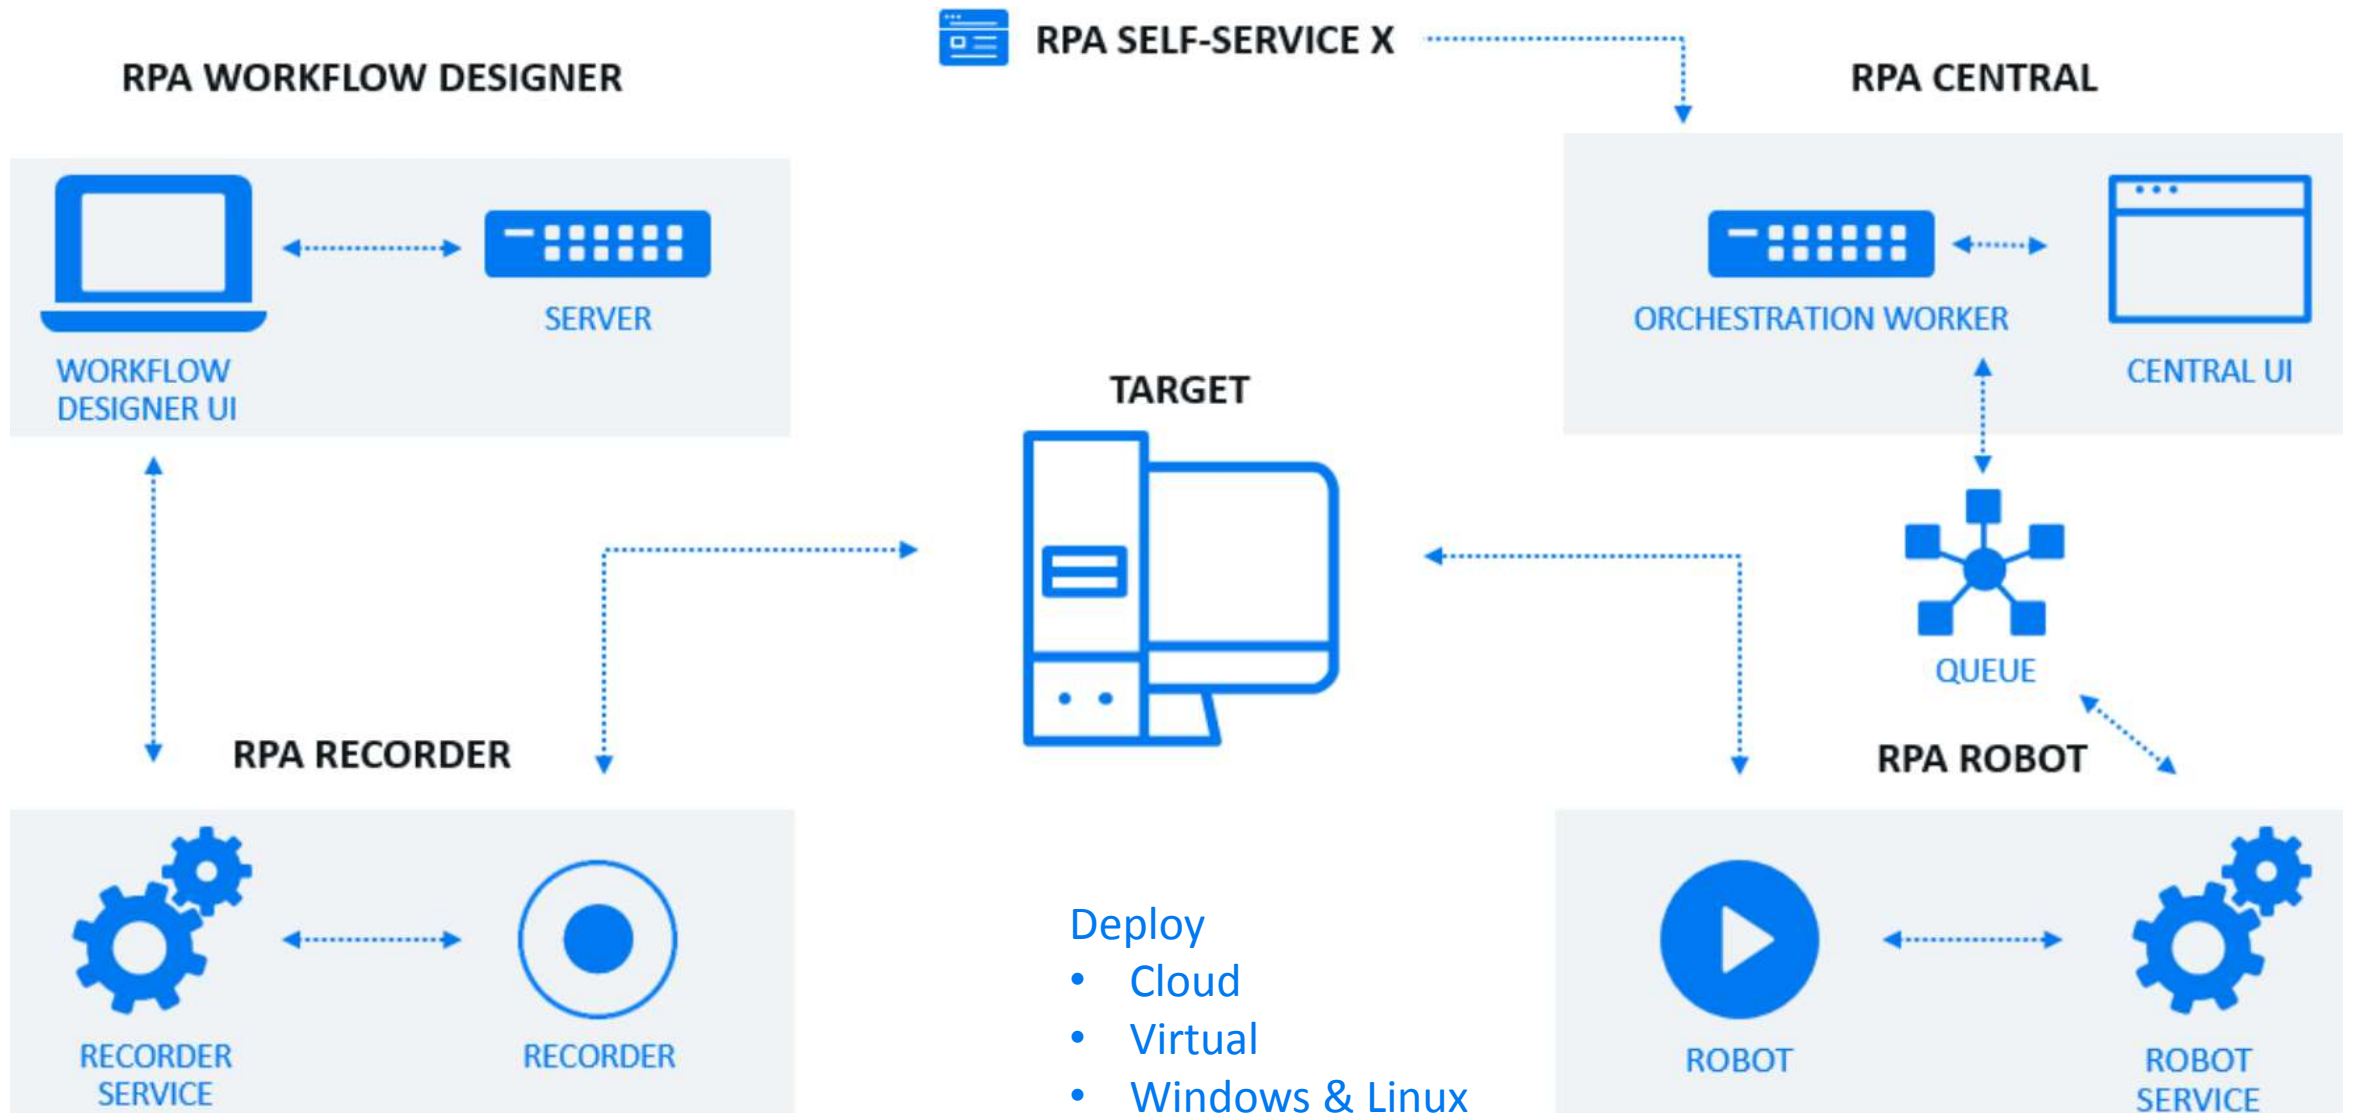 RPA SELF-SERVICE X
RPA WORKFLOW DESIGNER
RPA CENTRAL
SERVER
ORCHESTRATION WORKER
WORKFLOW
DESIGNER UI
CENTRAL UI
TARGET
QUEUE
RPA RECORDER
RPA ROBOT
RECORDER
SERVICE
RECORDER
Deploy
• Cloud
• Virtual
• Windows & Linux
ROBOT
ROBOT
SERVICE